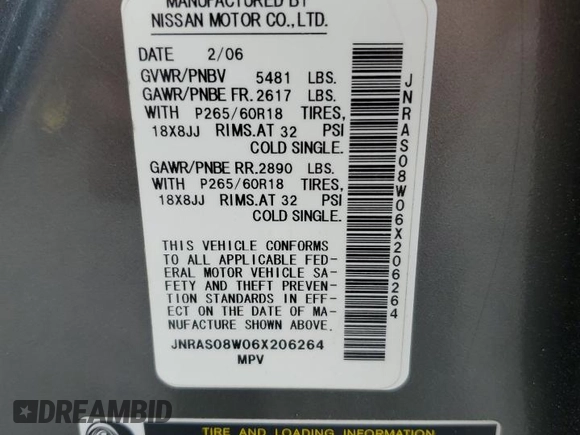 MANUFACTURED BY
NISSAN MOTOR CO.,LTD.
DATE 2/06
GVWR/PNBV 5481 LBS.
GAWR/PNBE FR.2617 LBS.
WITH P265/60R18 TIRES,
18X8JJ RIMS.AT 32 PSI
COLD SINGLE.
GAWR/PNBE RR.2890 LBS.
WITH P265/60R18 TIRES,
18X8JJ RIMS.AT 32 PSI
COLD SINGLE.
THIS VEHICLE CONFORMS
TO ALL APPLICABLE FED-
ERAL MOTOR VEHICLE SA-
FETY AND THEFT PREVEN-
TION STANDARDS IN EFF-
ECT ON THE DATE OF MA-
NUFACTURE SHOWN ABOVE.
JNRAS08W06X206264
MPV
JNRAS08W06X206264
TIRE AND LOADING INFORMATION
DREAMBID